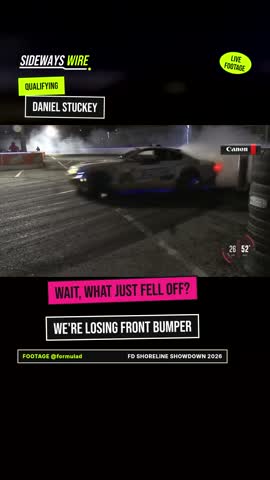 SIDEWAYS WIRE.
LIVE
FOOTAGE
QUALIFYING
DANIEL STUCKEY
Canon
26 52
WAIT, WHAT JUST FELL OFF?
WE'RE LOSING FRONT BUMPER
FOOTAGE @formulad FD SHORELINE SHOWDOWN 2026